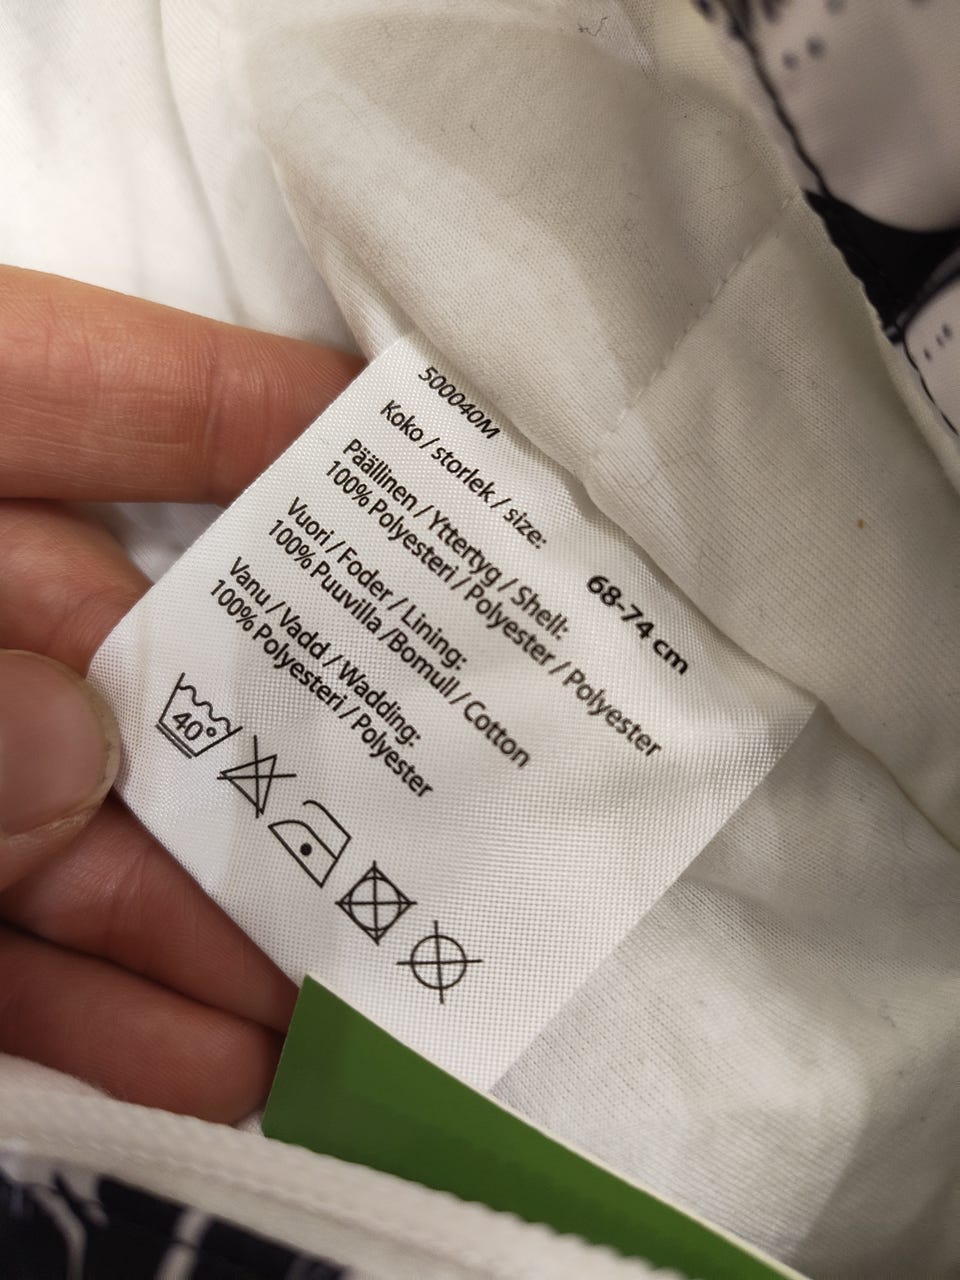 500040M
Koko / storlek / size:
68-74 cm
Päällinen / Yttertyg / Shell:
100% Polyesteri / Polyester / Polyester
Vuori / Foder / Lining:
100% Puuvilla /Bomull / Cotton
Vanu / Vadd / Wadding:
100% Polyesteri / Polyester
40°